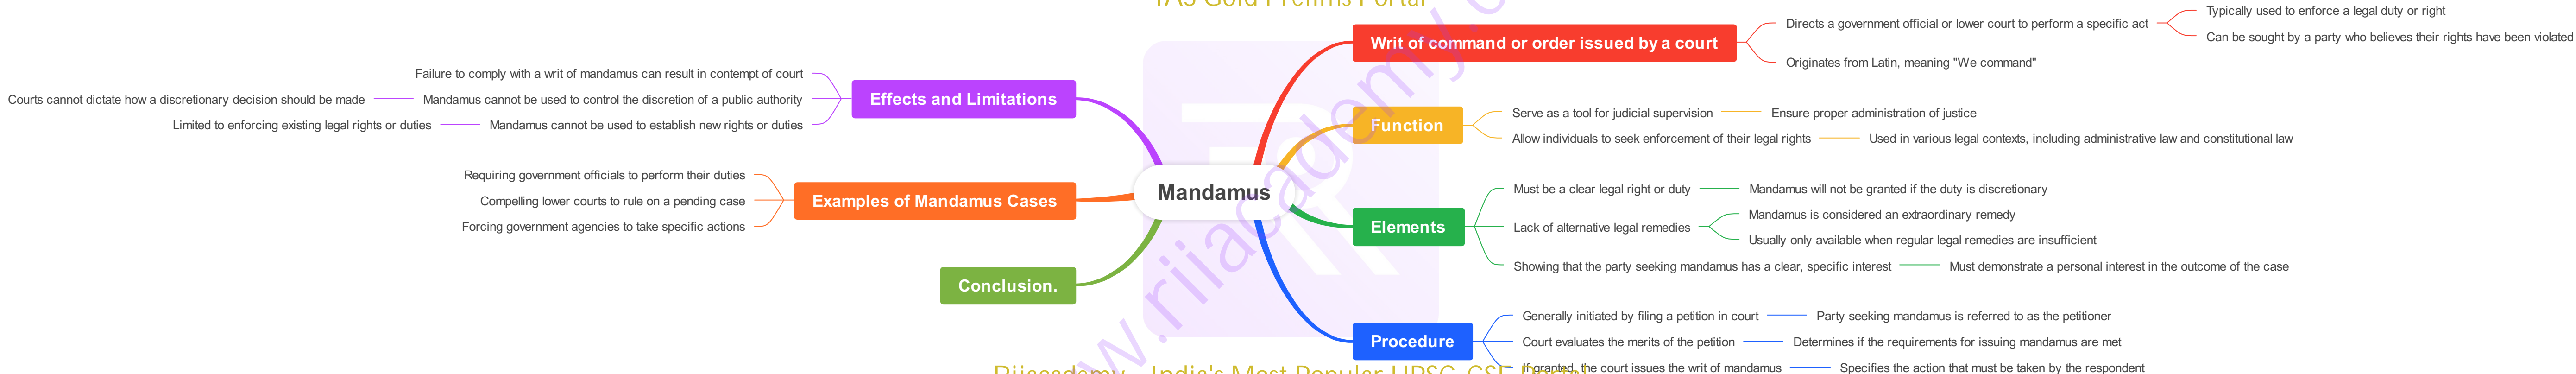 IAS Gold Prelims Portal
Mandamus
Writ of command or order issued by a court
Directs a government official or lower court to perform a specific act
Typically used to enforce a legal duty or right
Can be sought by a party who believes their rights have been violated
Originates from Latin, meaning "We command"
Function
Serve as a tool for judicial supervision
Ensure proper administration of justice
Allow individuals to seek enforcement of their legal rights
Used in various legal contexts, including administrative law and constitutional law
Elements
Must be a clear legal right or duty
Mandamus will not be granted if the duty is discretionary
Lack of alternative legal remedies
Mandamus is considered an extraordinary remedy
Usually only available when regular legal remedies are insufficient
Showing that the party seeking mandamus has a clear, specific interest
Must demonstrate a personal interest in the outcome of the case
Procedure
Generally initiated by filing a petition in court
Party seeking mandamus is referred to as the petitioner
Court evaluates the merits of the petition
Determines if the requirements for issuing mandamus are met
If granted, the court issues the writ of mandamus
Specifies the action that must be taken by the respondent
Effects and Limitations
Failure to comply with a writ of mandamus can result in contempt of court
Mandamus cannot be used to control the discretion of a public authority
Courts cannot dictate how a discretionary decision should be made
Mandamus cannot be used to establish new rights or duties
Limited to enforcing existing legal rights or duties
Examples of Mandamus Cases
Requiring government officials to perform their duties
Compelling lower courts to rule on a pending case
Forcing government agencies to take specific actions
Conclusion.
w.rijiacademy.c
India's Most Popular UPSC CSE Portal